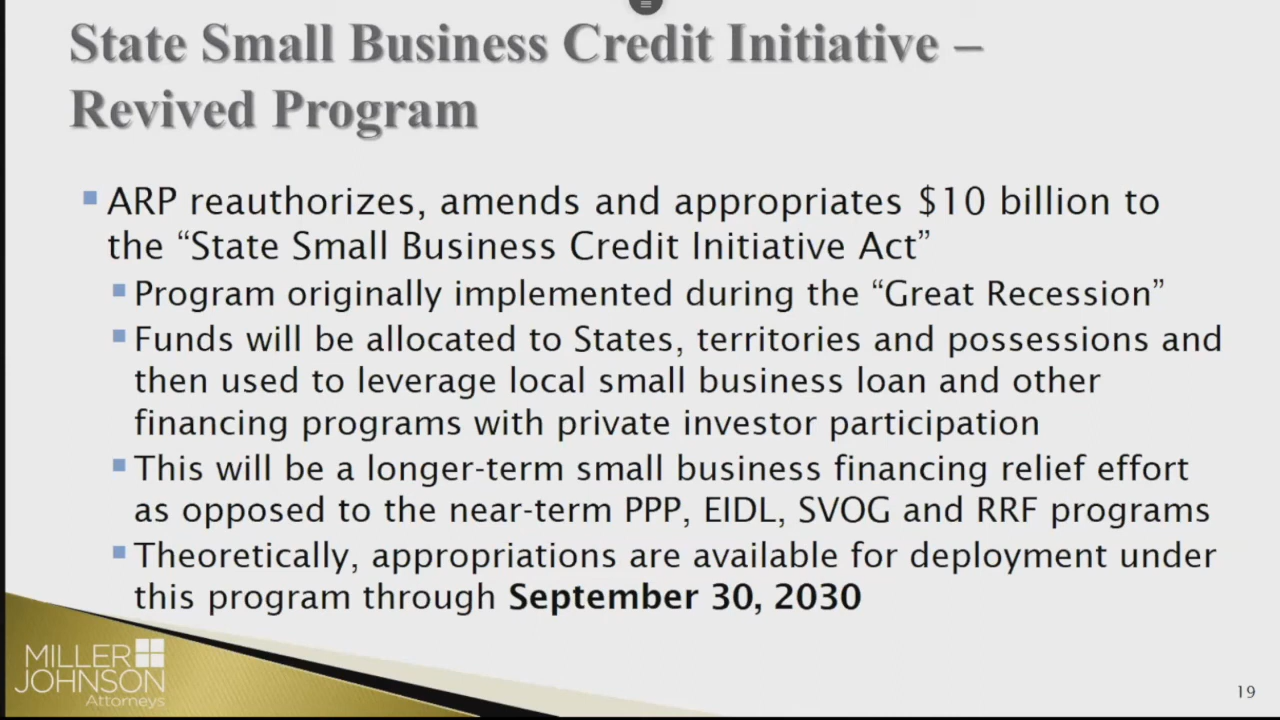 State Small Business Credit Initiative –
Revived Program
ARP reauthorizes, amends and appropriates $10 billion to
the “State Small Business Credit Initiative Act”
Program originally implemented during the “Great Recession”
Funds will be allocated to States, territories and possessions and
then used to leverage local small business loan and other
financing programs with private investor participation
This will be a longer-term small business financing relief effort
as opposed to the near-term PPP, EIDL, SVOG and RRF programs
Theoretically, appropriations are available for deployment under
this program through September 30, 2030
MILLER
JOHNSON
Attorneys
19